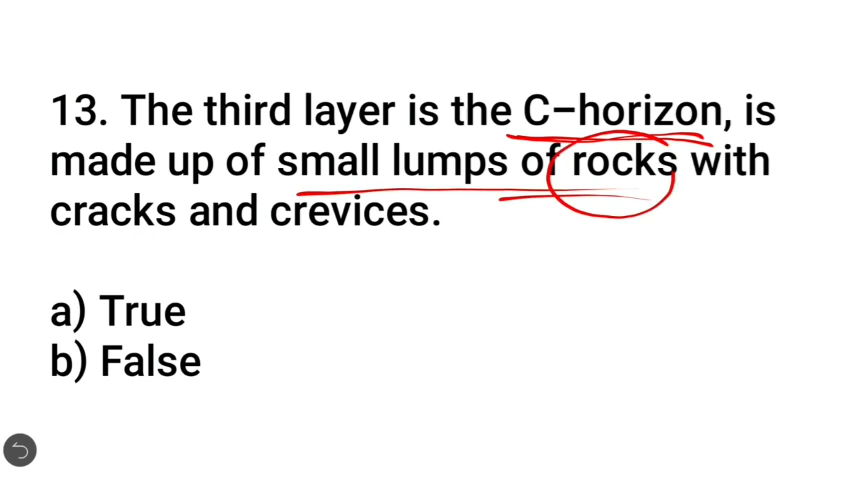 13. The third layer is the C–horizon, is
made up of small lumps of rocks with
cracks and crevices.
a) True
b) False